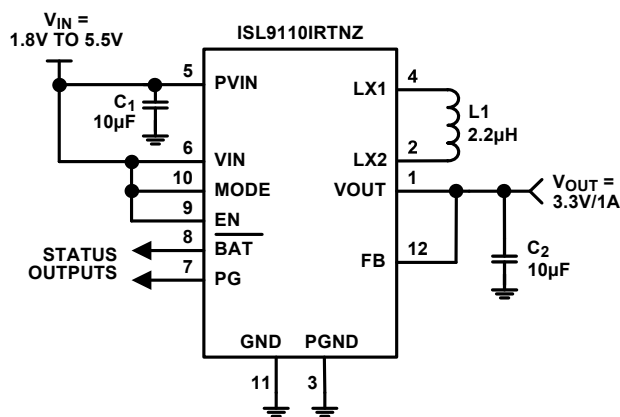 V_IN =
1.8V TO 5.5V
ISL9110IRTNZ
5
PVIN
C1
10µF
LX1
4
L1
2.2µH
6
VIN
LX2
2
10
MODE
VOUT
1
V_OUT =
3.3V/1A
9
EN
STATUS
OUTPUTS
8
BAT
7
PG
FB
12
C2
10µF
GND
PGND
11
3